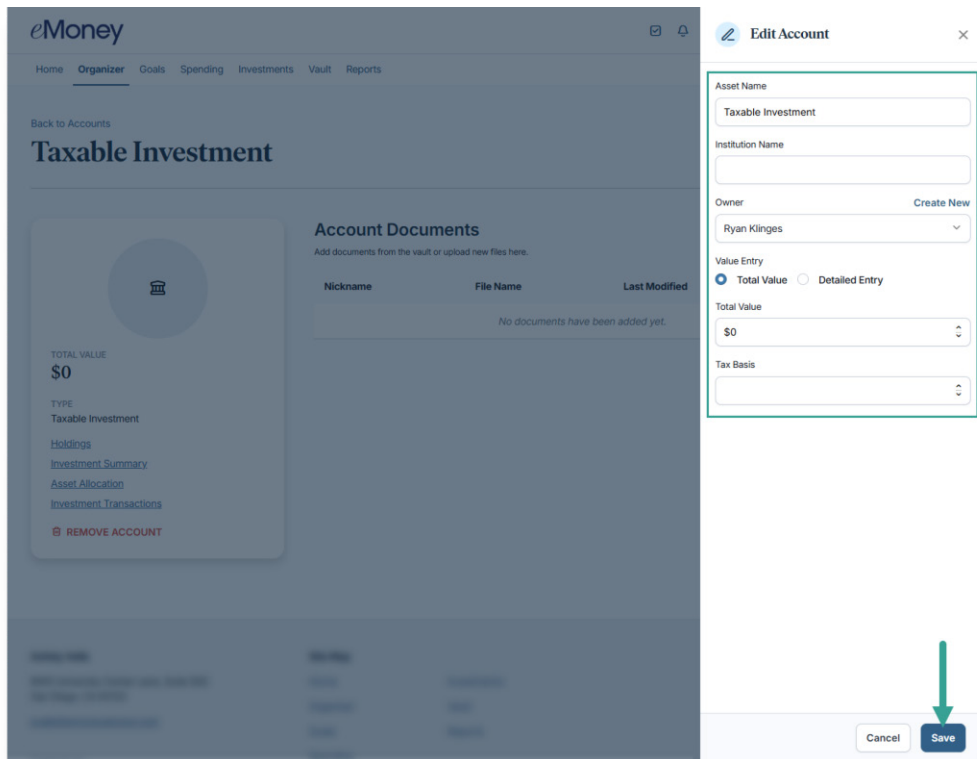 eMoney
Home Organizer Goals Spending Investments Vault Reports
Back to Accounts
Taxable Investment
TOTAL VALUE
$0
TYPE
Taxable Investment
Holdings
Investment Summary
Asset Allocation
Investment Transactions
REMOVE ACCOUNT
Account Documents
Add documents from the vault or upload new files here.
Nickname File Name Last Modified
No documents have been added yet.
Edit Account
Asset Name
Taxable Investment
Institution Name
Owner Create New
Ryan Klinges
Value Entry
Total Value Detailed Entry
Total Value
$0
Tax Basis
Cancel Save